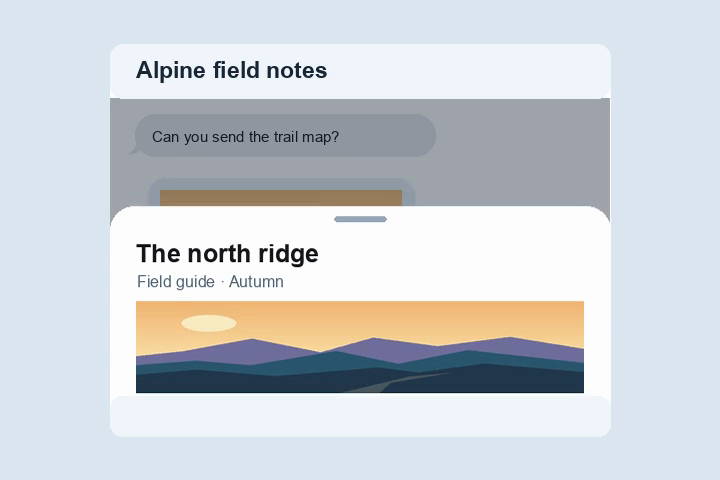 Alpine field notes
Can you send the trail map?
The north ridge
Field guide · Autumn